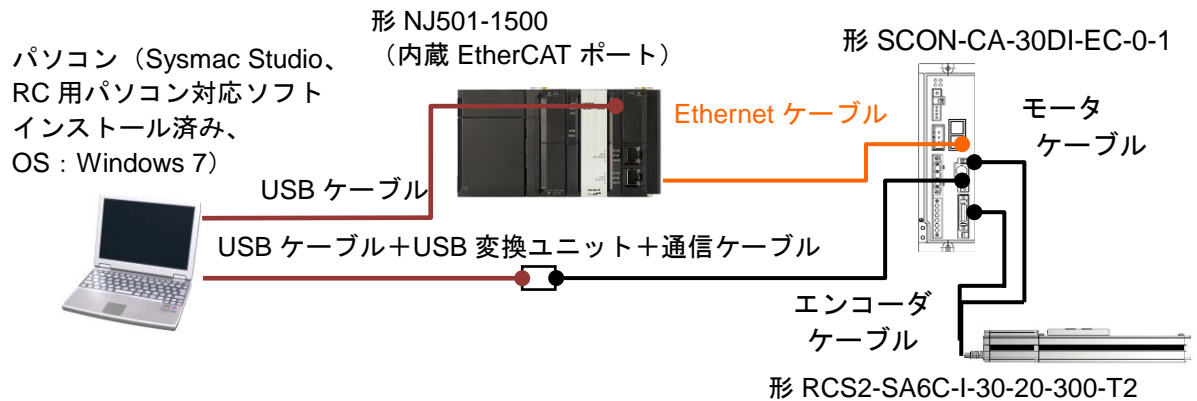 形 NJ501-1500
（内蔵 EtherCAT ポート）
形 SCON-CA-30DI-EC-0-1
パソコン（Sysmac Studio、
RC 用パソコン対応ソフト
インストール済み、
OS：Windows 7）
Ethernet ケーブル
モータ
ケーブル
USB ケーブル
USB ケーブル＋USB 変換ユニット＋通信ケーブル
エンコーダ
ケーブル
形 RCS2-SA6C-I-30-20-300-T2